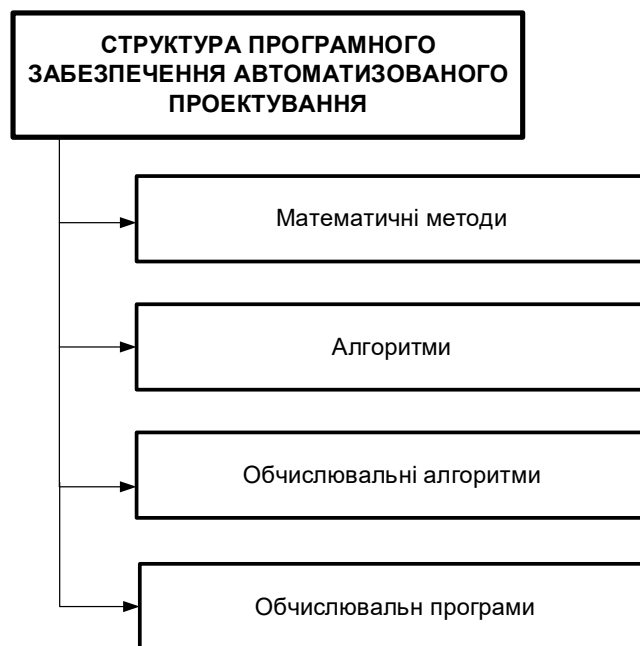 СТРУКТУРА ПРОГРАМНОГО
ЗАБЕЗПЕЧЕННЯ АВТОМАТИЗОВАНОГО
ПРОЕКТУВАННЯ
Математичні методи
Алгоритми
Обчислювальні алгоритми
Обчислювальн програми